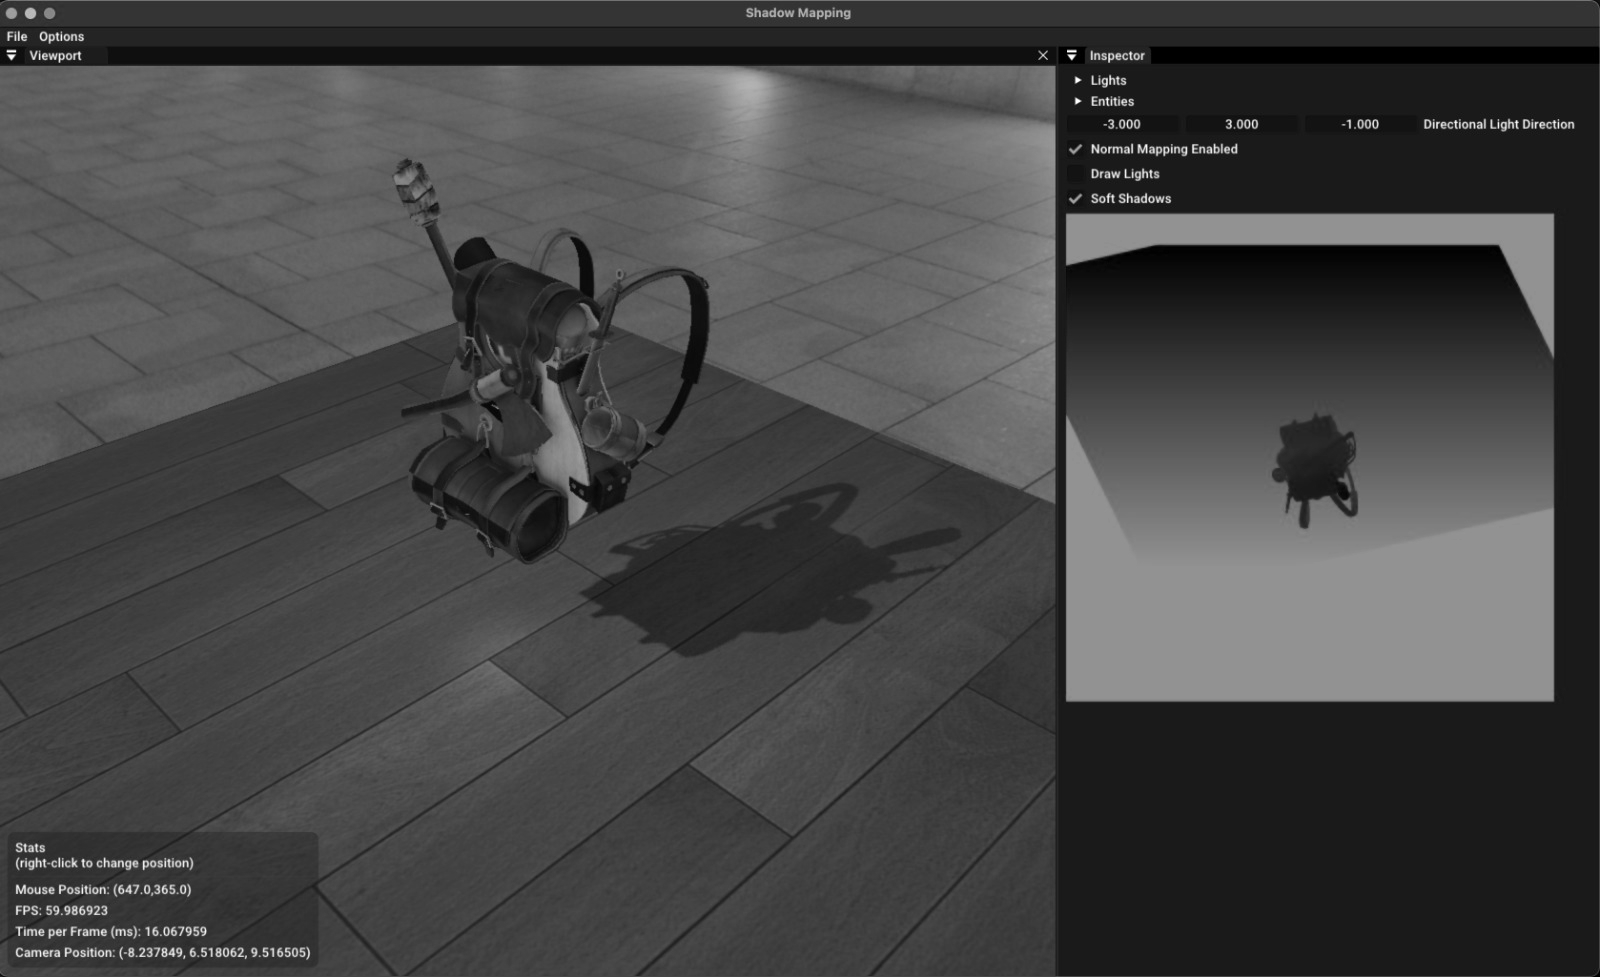 Shadow Mapping
File Options
Viewport
Inspector
Lights
Entities
-3.000 3.000 -1.000 Directional Light Direction
Normal Mapping Enabled
Draw Lights
Soft Shadows
Stats
(right-click to change position)
Mouse Position: (647.0,365.0)
FPS: 59.986923
Time per Frame (ms): 16.067959
Camera Position: (-8.237849, 6.518062, 9.516505)